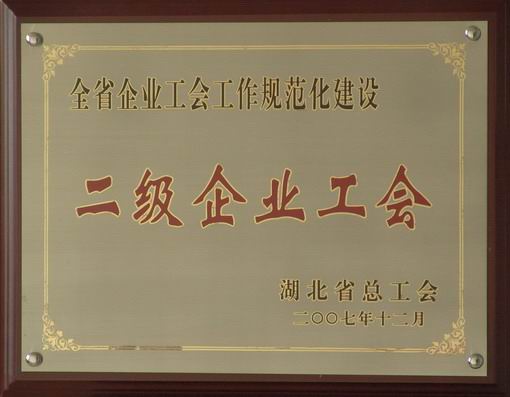 全省企业工会工作规范化建设
二级企业工会
湖北省总工会
二〇〇七年十二月